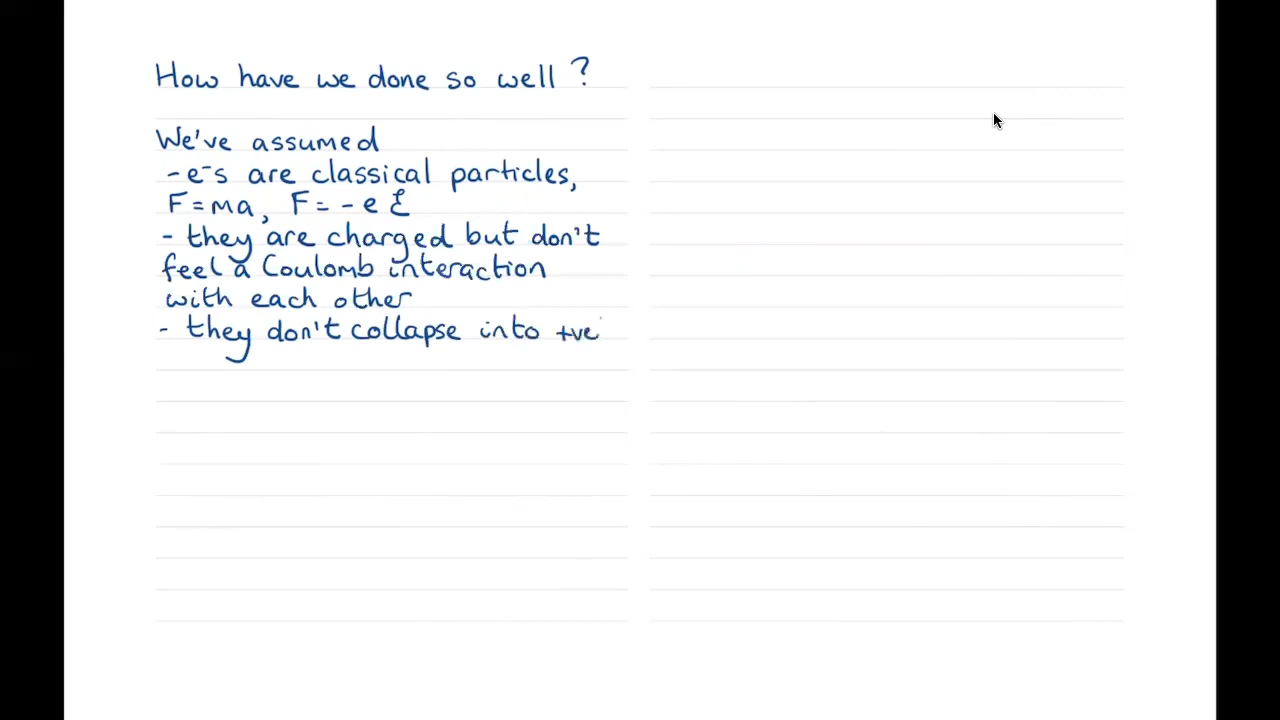 How have we done so well ?
We've assumed
- e⁻s are classical particles,
F = ma, F = - e ℰ
- they are charged but don't
feel a Coulomb interaction
with each other
- they don't collapse into +ve